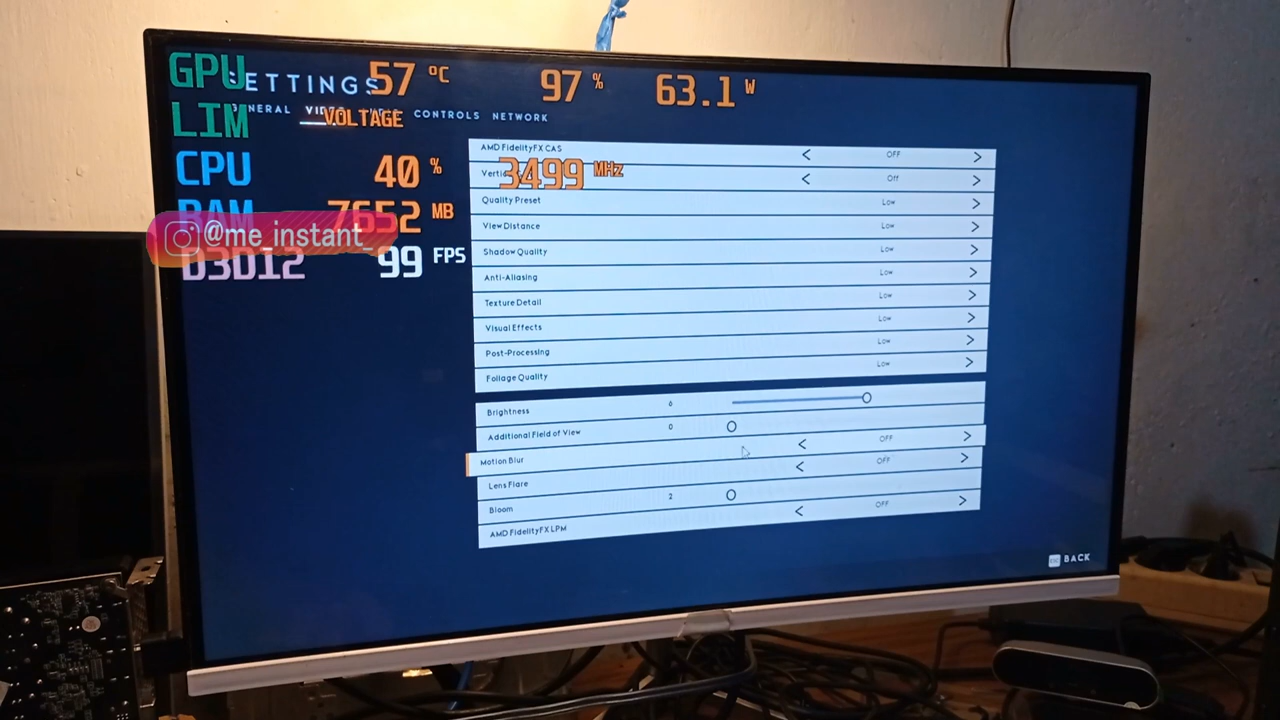 GPU 57 °C 97 % 63.1 W
SETTINGS
GENERAL VIDEO CONTROLS NETWORK
LIM VOLTAGE
AMD FidelityFX CAS < OFF >
CPU 40 % 3499 MHz
< Off >
Quality Preset Low >
RAM 7652 MB
@me_instant_
View Distance Low >
Shadow Quality Low >
D3D12 99 FPS
Anti-Aliasing Low >
Texture Detail Low >
Visual Effects Low >
Post-Processing Low >
Foliage Quality Low >
Brightness 6
Additional Field of View 0
Motion Blur < OFF >
Lens Flare < OFF >
Bloom 2
AMD FidelityFX LPM < OFF >
ESC BACK